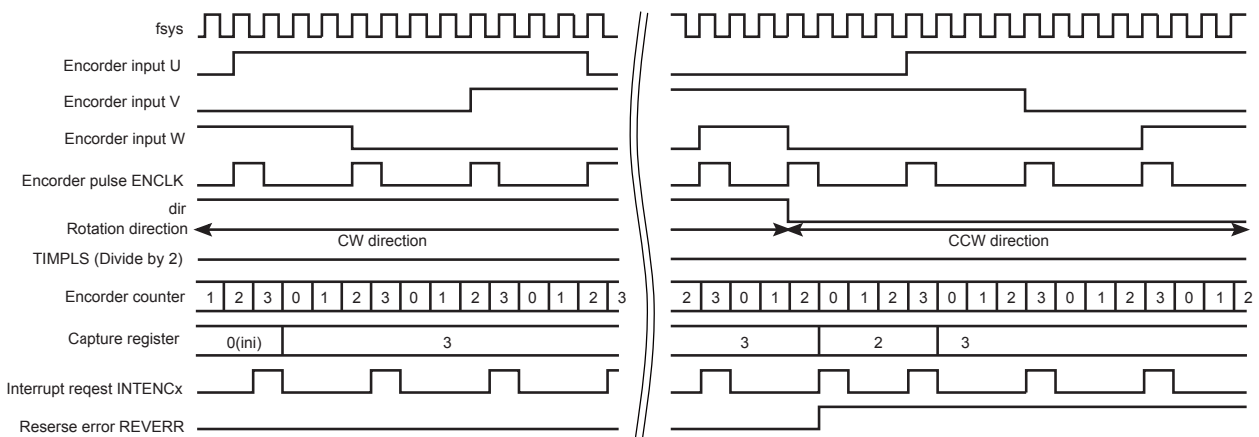 fsys
Encorder input U
Encorder input V
Encorder input W
Encorder pulse ENCLK
dir
Rotation direction
CW direction
CCW direction
TIMPLS (Divide by 2)
Encorder counter
1 2 3 0 1 2 3 0 1 2 3 0 1 2 3
2 3 0 1 2 0 1 2 3 0 1 2 3 0 1 2 3 0 1 2
Capture register
0(ini) 3
3 2 3
Interrupt reqest INTENCx
Reserse error REVERR